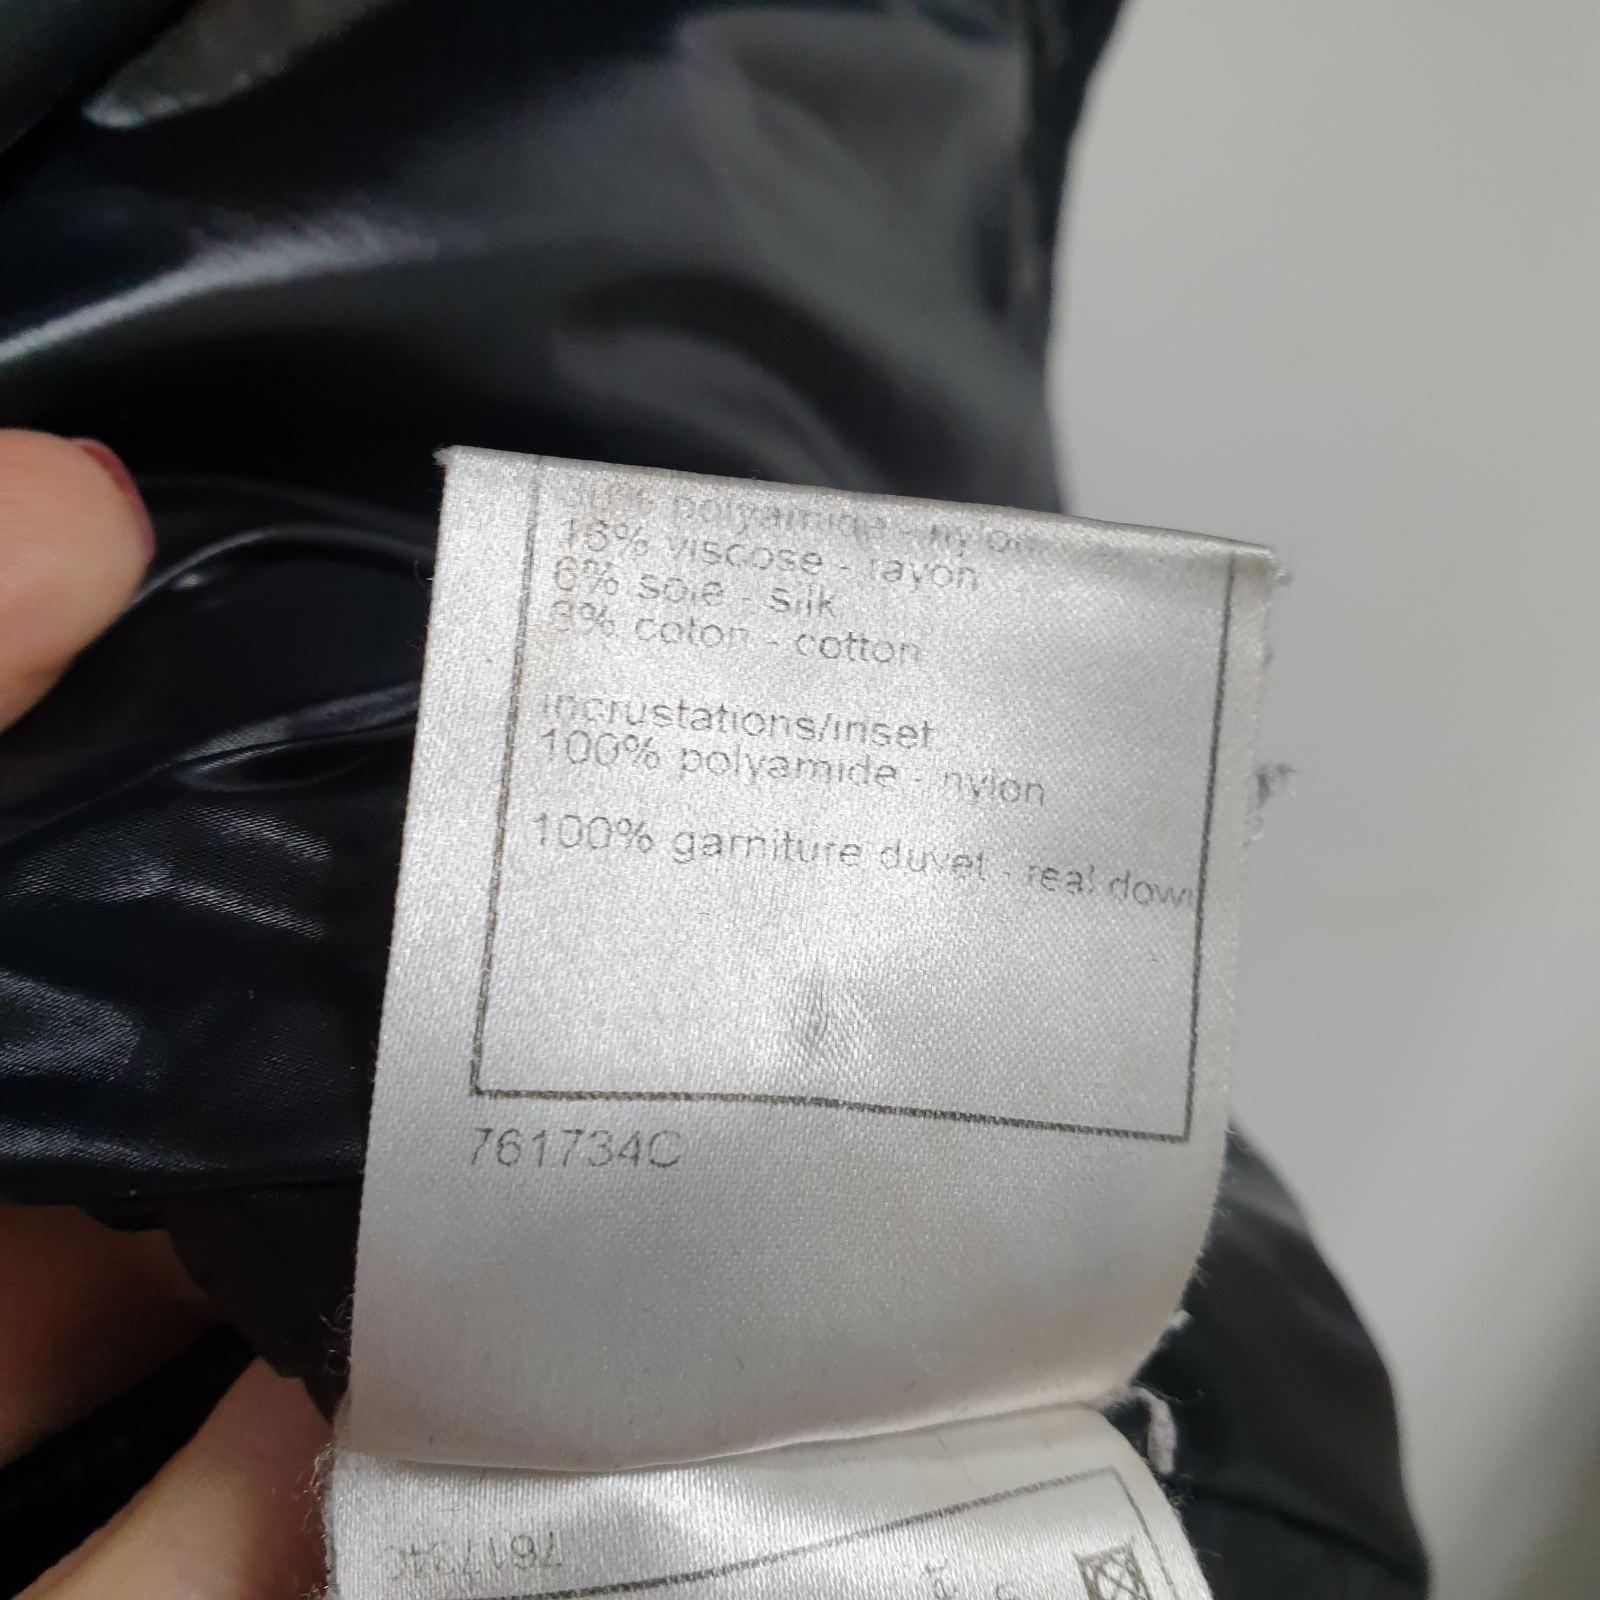 polyamide - nylon
16% viscose - rayon
6% soie - silk
3% coton - cotton
incrustations/inset
100% polyamide - nylon
100% garniture duvet - real down
761734C
761734C